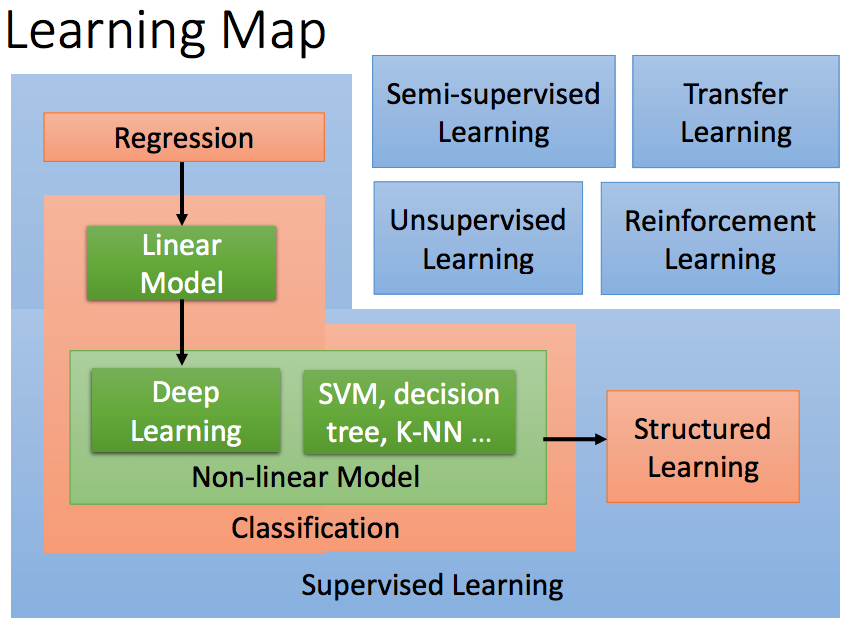 Learning Map
Semi-supervised
Learning
Transfer
Learning
Regression
Unsupervised
Learning
Reinforcement
Learning
Linear
Model
Deep
Learning
SVM, decision
tree, K-NN ...
Structured
Learning
Non-linear Model
Classification
Supervised Learning